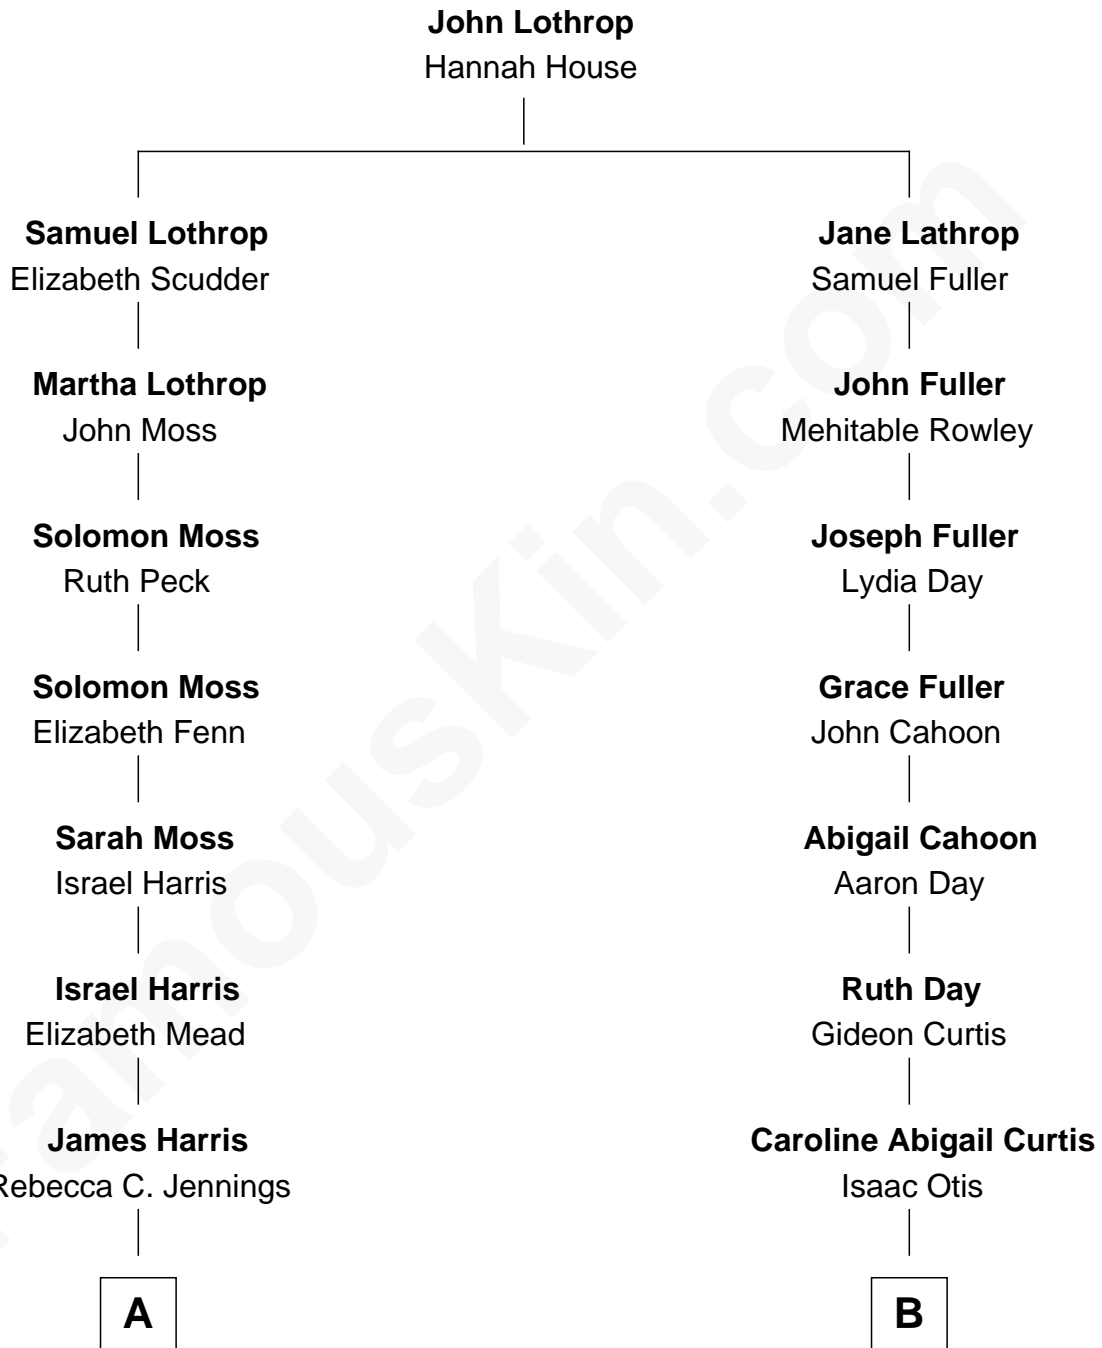 John Lothrop
Hannah House
Samuel Lothrop
Elizabeth Scudder
Jane Lathrop
Samuel Fuller
Martha Lothrop
John Moss
John Fuller
Mehitable Rowley
Solomon Moss
Ruth Peck
Joseph Fuller
Lydia Day
Solomon Moss
Elizabeth Fenn
Grace Fuller
John Cahoon
Sarah Moss
Israel Harris
Abigail Cahoon
Aaron Day
Israel Harris
Elizabeth Mead
Ruth Day
Gideon Curtis
James Harris
Rebecca C. Jennings
Caroline Abigail Curtis
Isaac Otis
A
B
FamousKin.com